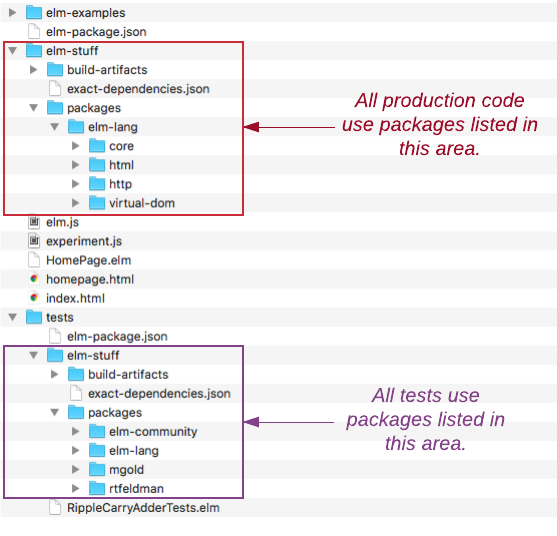 elm-examples
elm-package.json
elm-stuff
build-artifacts
exact-dependencies.json
packages
elm-lang
core
html
http
virtual-dom
All production code
use packages listed in
this area.
elm.js
experiment.js
HomePage.elm
homepage.html
index.html
tests
elm-package.json
elm-stuff
build-artifacts
exact-dependencies.json
packages
elm-community
elm-lang
mgold
rtfeldman
All tests use
packages listed in
this area.
RippleCarryAdderTests.elm